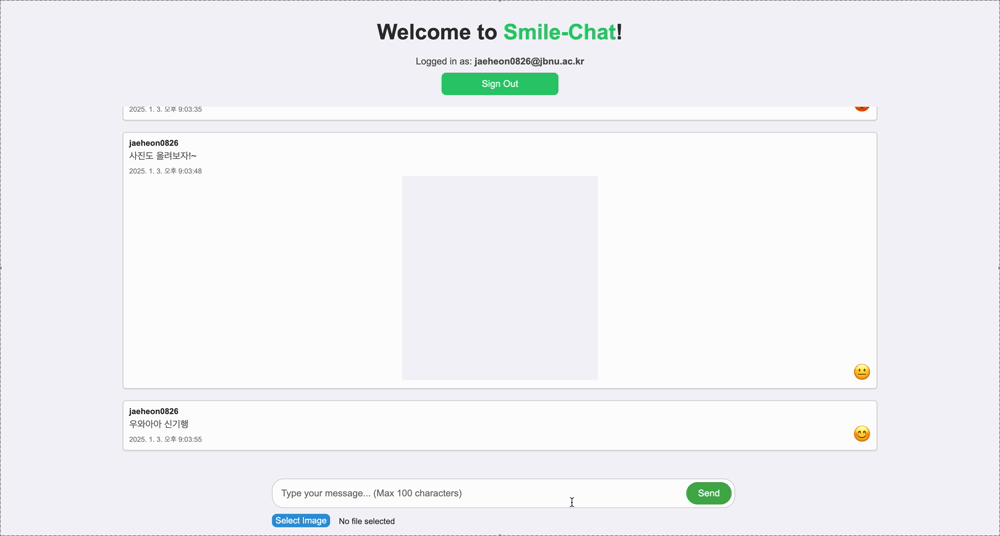 Welcome to Smile-Chat!
Logged in as: jaeheon0826@jbnu.ac.kr
Sign Out
2025. 1. 3. 오후 9:03:35
jaeheon0826
사진도 올려보자!~
2025. 1. 3. 오후 9:03:48
jaeheon0826
우와아아 신기행
2025. 1. 3. 오후 9:03:55
Type your message... (Max 100 characters)
Send
Select Image
No file selected